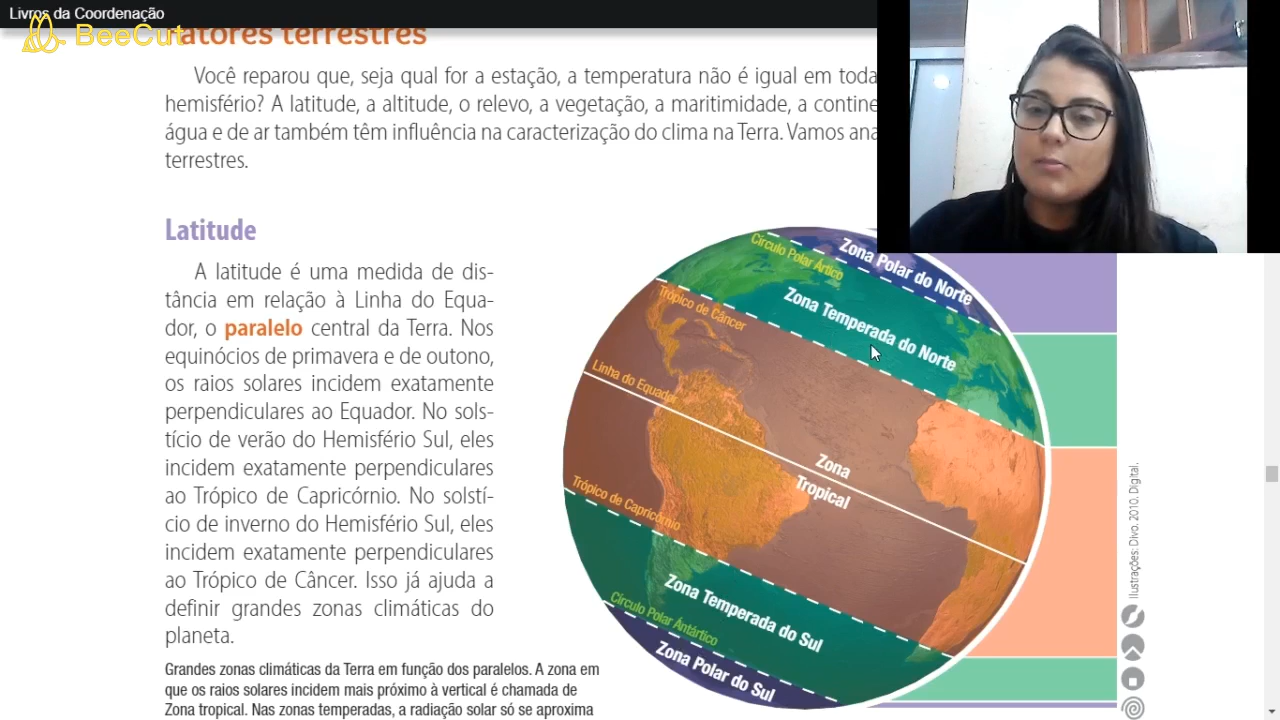 Livros da Coordenação
BeeCut
fatores terrestres
Você reparou que, seja qual for a estação, a temperatura não é igual em toda
hemisfério? A latitude, a altitude, o relevo, a vegetação, a maritimidade, a contine
água e de ar também têm influência na caracterização do clima na Terra. Vamos ana
terrestres.
Latitude
A latitude é uma medida de dis-
tância em relação à Linha do Equa-
dor, o paralelo central da Terra. Nos
equinócios de primavera e de outono,
os raios solares incidem exatamente
perpendiculares ao Equador. No sols-
tício de verão do Hemisfério Sul, eles
incidem exatamente perpendiculares
ao Trópico de Capricórnio. No solstí-
cio de inverno do Hemisfério Sul, eles
incidem exatamente perpendiculares
ao Trópico de Câncer. Isso já ajuda a
definir grandes zonas climáticas do
planeta.
Grandes zonas climáticas da Terra em função dos paralelos. A zona em
que os raios solares incidem mais próximo à vertical é chamada de
Zona tropical. Nas zonas temperadas, a radiação solar só se aproxima
Zona Polar do Norte
Círculo Polar Ártico
Zona Temperada do Norte
Trópico de Câncer
Linha do Equador
Zona
Tropical
Trópico de Capricórnio
Zona Temperada do Sul
Círculo Polar Antártico
Zona Polar do Sul
Ilustrações: Divo. 2010. Digital.